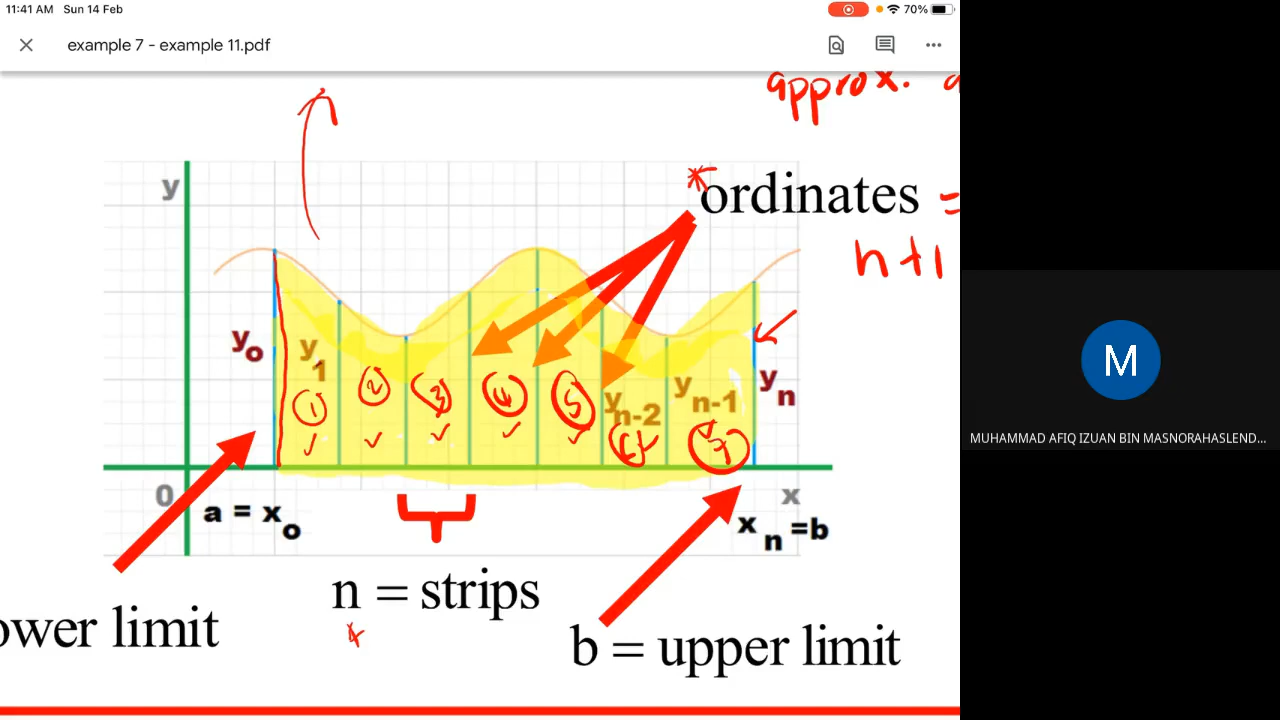 11:41 AM Sun 14 Feb
70%
example 7 - example 11.pdf
approx. a
y
*ordinates =
n+1
y0
y1
① ② ③ ④ ⑤
yn-2
yn-1
yn
7
M
MUHAMMAD AFIQ IZUAN BIN MASNORAHASLEND...
0
a = x0
x
xn =b
n = strips
ower limit
b = upper limit